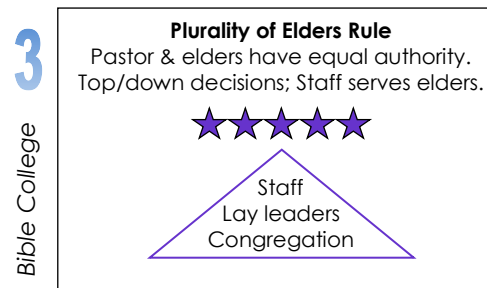 3
Bible College
Plurality of Elders Rule
Pastor & elders have equal authority.
Top/down decisions; Staff serves elders.
Staff
Lay leaders
Congregation